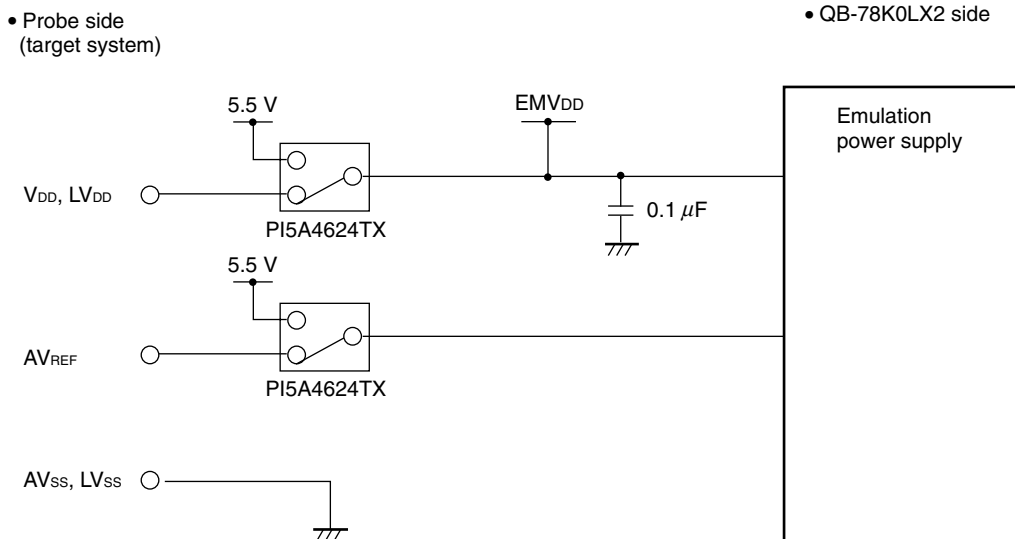 • Probe side
(target system)
• QB-78K0LX2 side
5.5 V
EMVDD
Emulation
power supply
VDD, LVDD
0.1 μF
PI5A4624TX
5.5 V
AVREF
PI5A4624TX
AVSS, LVSS